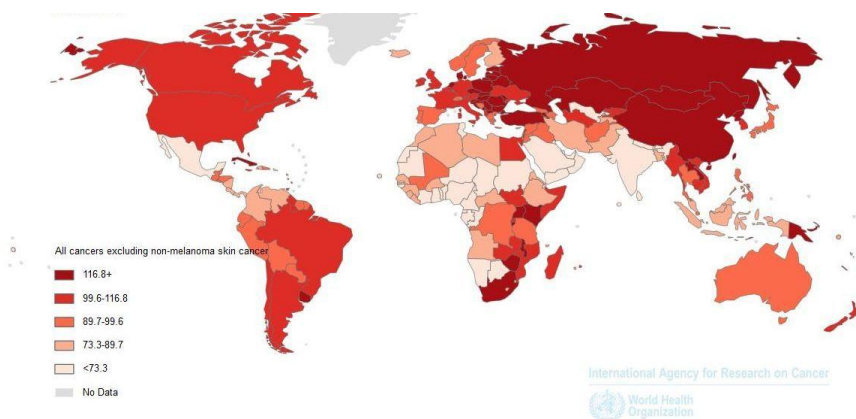 All cancers excluding non-melanoma skin cancer
116.8+
99.6-116.8
89.7-99.6
73.3-89.7
<73.3
No Data
International Agency for Research on Cancer
World Health
Organization